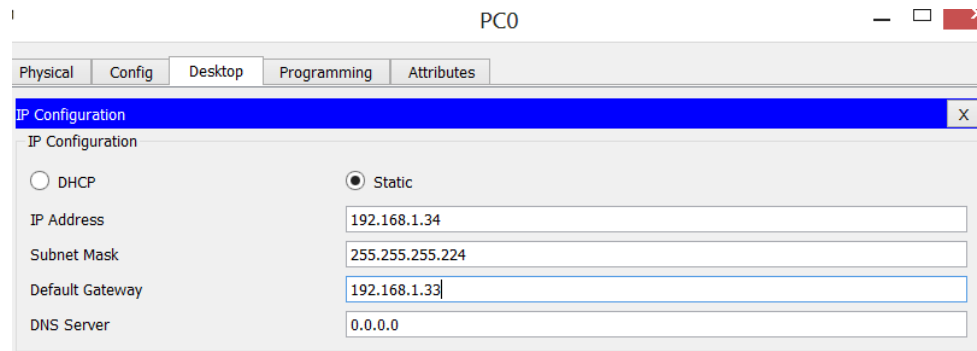 PC0
Physical Config Desktop Programming Attributes
IP Configuration X
IP Configuration
DHCP Static
IP Address 192.168.1.34
Subnet Mask 255.255.255.224
Default Gateway 192.168.1.33
DNS Server 0.0.0.0